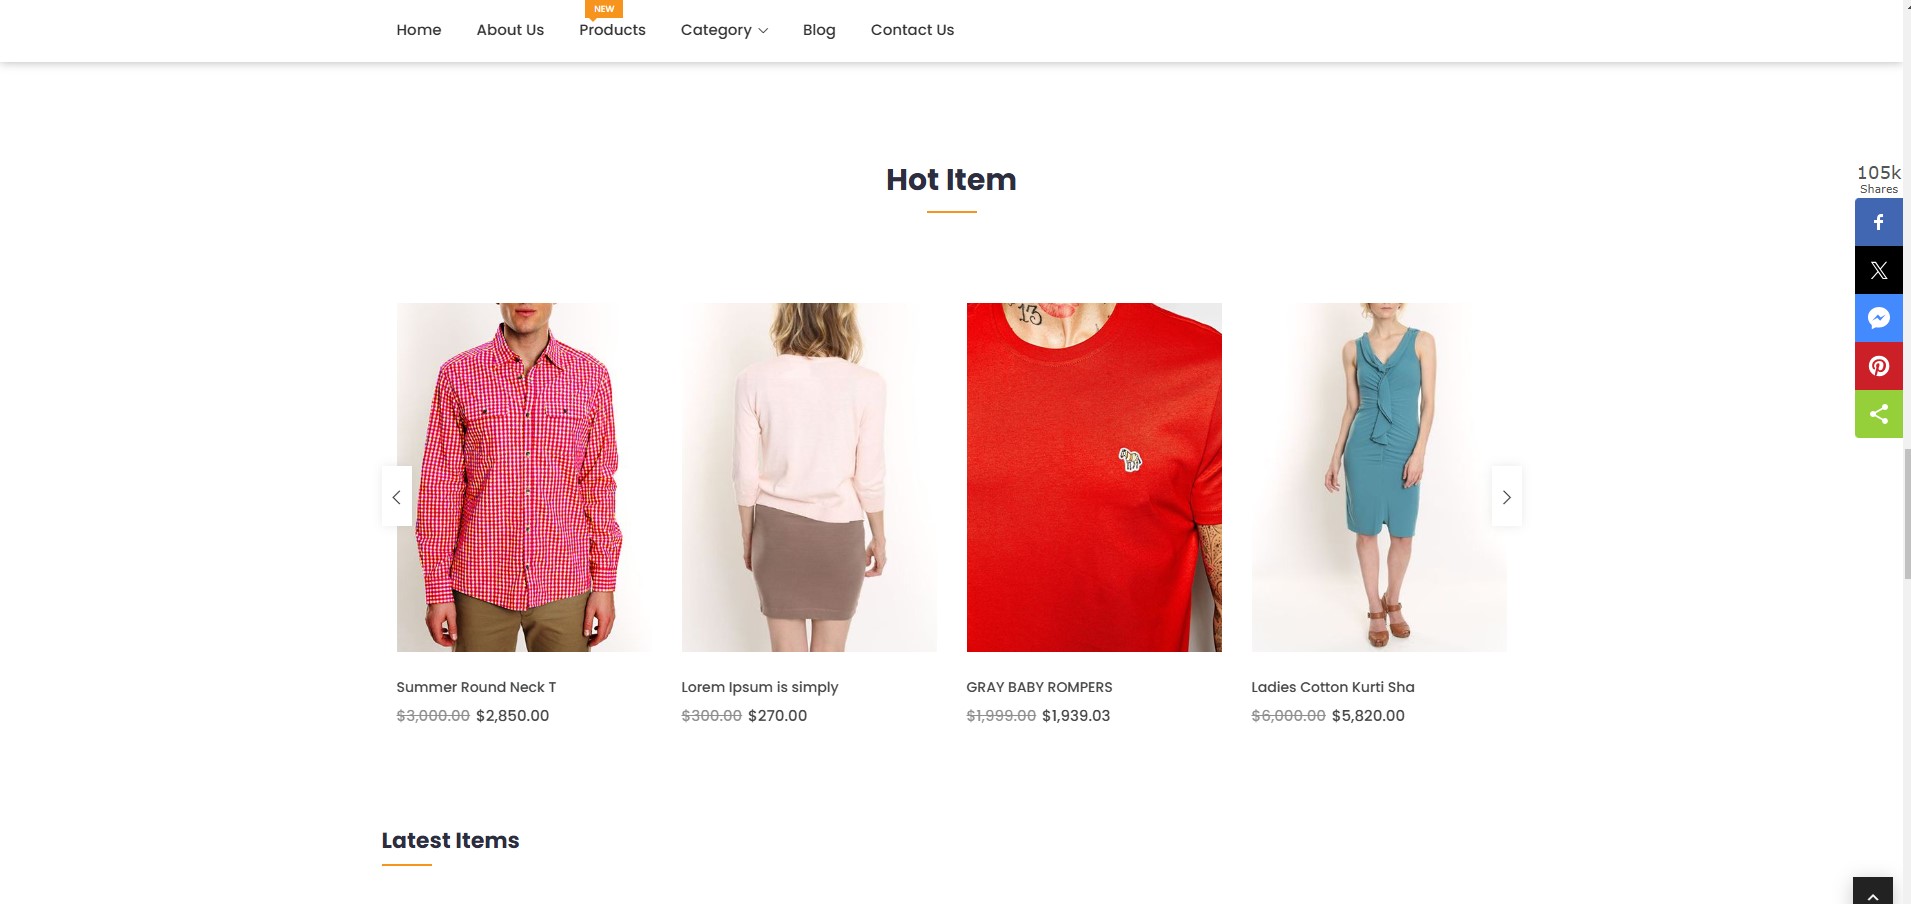 NEW
Home About Us Products Category Blog Contact Us
Hot Item
105k
Shares
13
Summer Round Neck T
$3,000.00 $2,850.00
Lorem Ipsum is simply
$300.00 $270.00
GRAY BABY ROMPERS
$1,999.00 $1,939.03
Ladies Cotton Kurti Sha
$6,000.00 $5,820.00
Latest Items